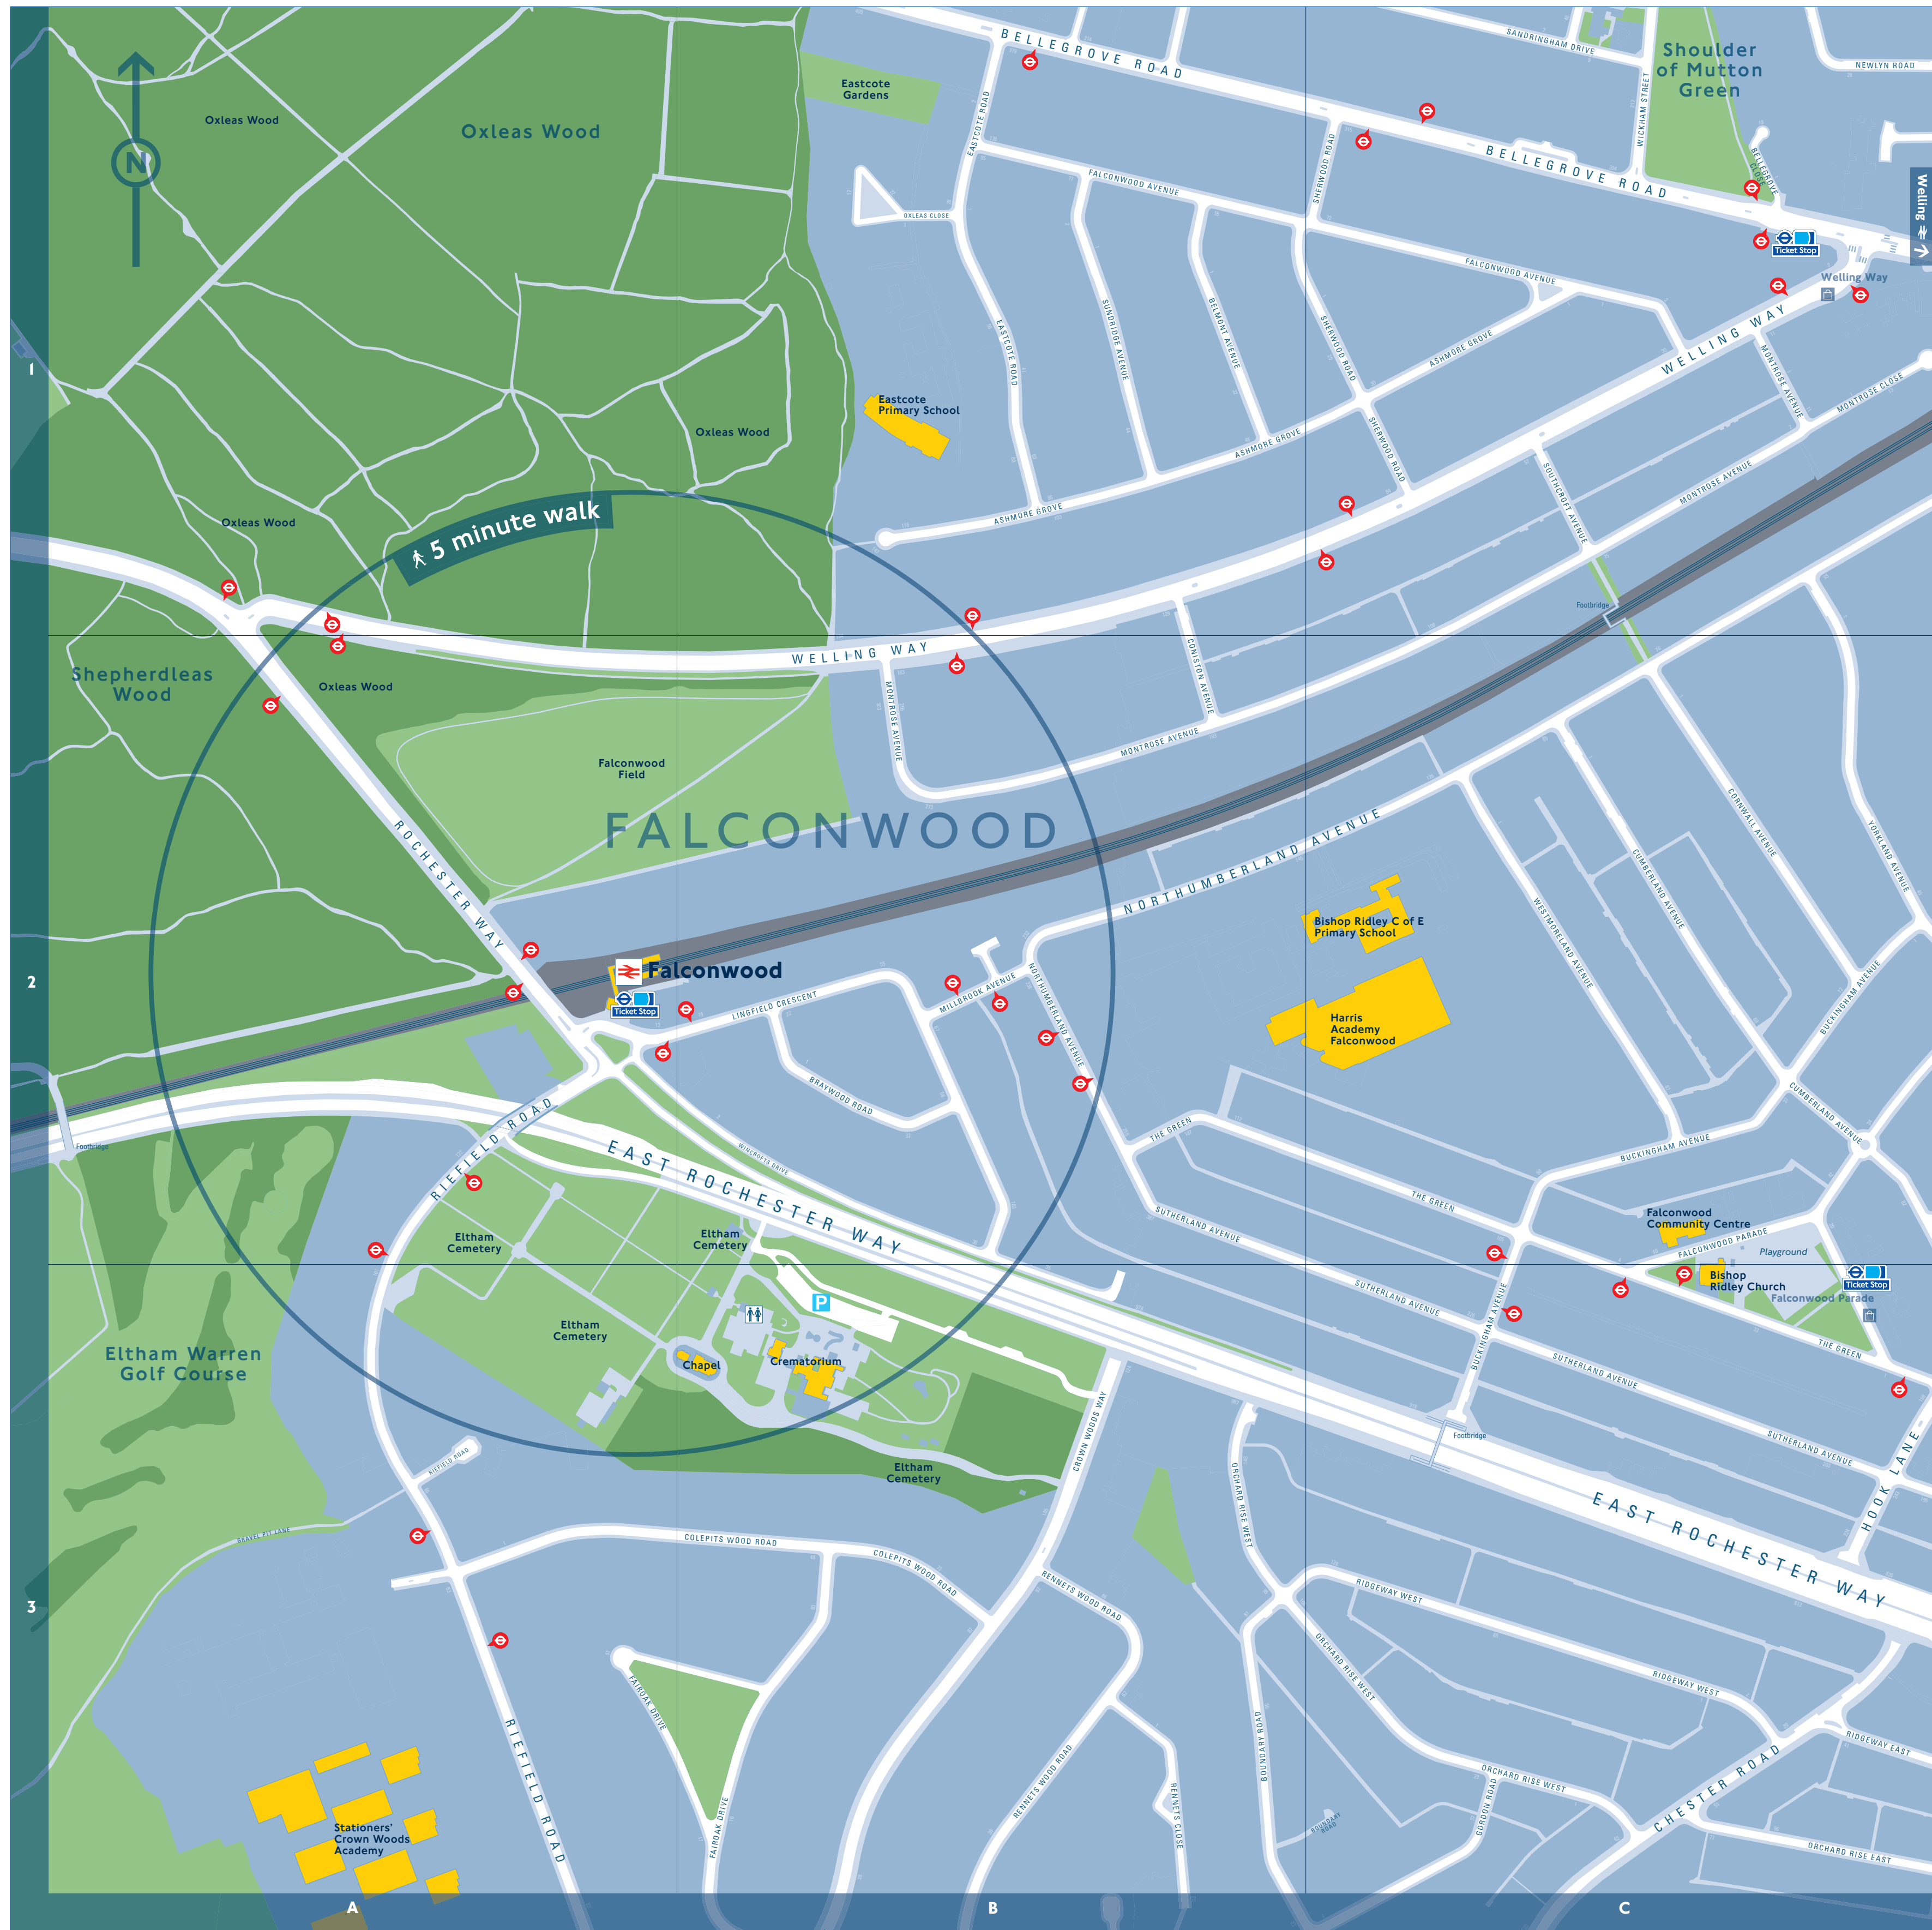 BELLEGROVE ROAD
SANDRINGHAM DRIVE
Shoulder
of Mutton
Green
NEWLYN ROAD
WICKHAM STREET
Eastcote
Gardens
EASTCOTE ROAD
Oxleas Wood
Oxleas Wood
N
BELLEGROVE ROAD
BELLEGROVE
CLOSE
SHERWOOD ROAD
FALCONWOOD AVENUE
OXLEAS CLOSE
Welling
Ticket Stop
Welling Way
FALCONWOOD AVENUE
WELLING WAY
EASTCOTE ROAD
SUNDRIDGE AVENUE
BELMONT AVENUE
SHERWOOD ROAD
ASHMORE GROVE
MONTROSE AVENUE
MONTROSE CLOSE
1
Eastcote
Primary School
Oxleas Wood
ASHMORE GROVE
SHERWOOD ROAD
SOUTHCROFT AVENUE
MONTROSE AVENUE
Oxleas Wood
5 minute walk
ASHMORE GROVE
Footbridge
WELLING WAY
CONISTON AVENUE
Shepherdleas
Wood
Oxleas Wood
MONTROSE AVENUE
MONTROSE AVENUE
Falconwood
Field
FALCONWOOD
ROCHESTER WAY
NORTHUMBERLAND AVENUE
CORNWALL AVENUE
CUMBERLAND AVENUE
YORKLAND AVENUE
WESTMORELAND AVENUE
Bishop Ridley C of E
Primary School
2
Falconwood
Ticket Stop
LINGFIELD CRESCENT
MILLBROOK AVENUE
NORTHUMBERLAND AVENUE
BUCKINGHAM AVENUE
Harris
Academy
Falconwood
BRAYWOOD ROAD
CUMBERLAND AVENUE
THE GREEN
BUCKINGHAM AVENUE
Footbridge
RIEFIELD ROAD
EAST ROCHESTER WAY
WINCROFTS DRIVE
THE GREEN
SUTHERLAND AVENUE
Falconwood
Community Centre
FALCONWOOD PARADE
Playground
Eltham
Cemetery
Eltham
Cemetery
Bishop
Ridley Church
Ticket Stop
Falconwood Parade
THE GREEN
P
SUTHERLAND AVENUE
BUCKINGHAM AVENUE
SUTHERLAND AVENUE
Eltham
Cemetery
Chapel
Crematorium
Eltham Warren
Golf Course
CROWN WOODS WAY
Footbridge
SUTHERLAND AVENUE
HOOK LANE
RIEFIELD ROAD
Eltham
Cemetery
ORCHARD RISE WEST
EAST ROCHESTER WAY
GRAVEL PIT LANE
COLEPITS WOOD ROAD
COLEPITS WOOD ROAD
RENNETS WOOD ROAD
RIDGEWAY WEST
3
ORCHARD RISE WEST
RIDGEWAY WEST
FAIROAK DRIVE
RIEFIELD ROAD
BOUNDARY ROAD
RENNETS WOOD ROAD
RENNETS CLOSE
RIDGEWAY EAST
CHESTER ROAD
ORCHARD RISE WEST
GORDON ROAD
BOUNDARY
ROAD
FAIROAK DRIVE
Stationers'
Crown Woods
Academy
ORCHARD RISE EAST
A
B
C